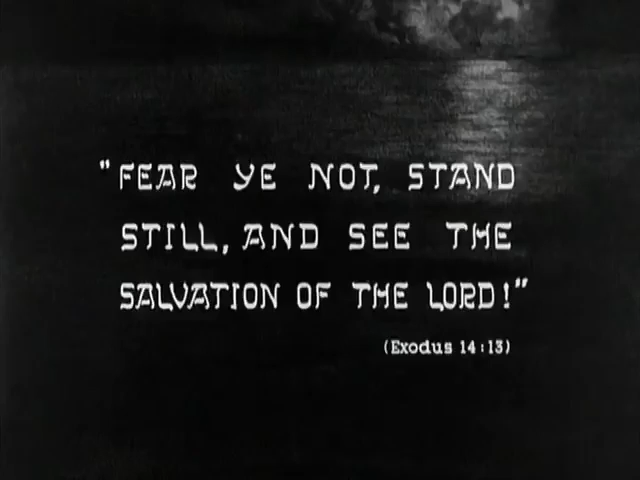 "FEAR YE NOT, STAND
STILL, AND SEE THE
SALVATION OF THE LORD!"
(Exodus 14:13)